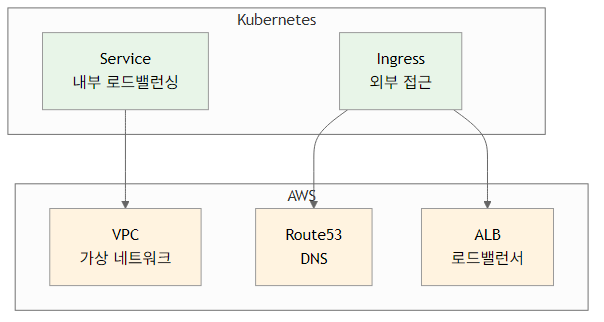 Kubernetes
Service
내부 로드밸런싱
Ingress
외부 접근
AWS
VPC
가상 네트워크
Route53
DNS
ALB
로드밸런서